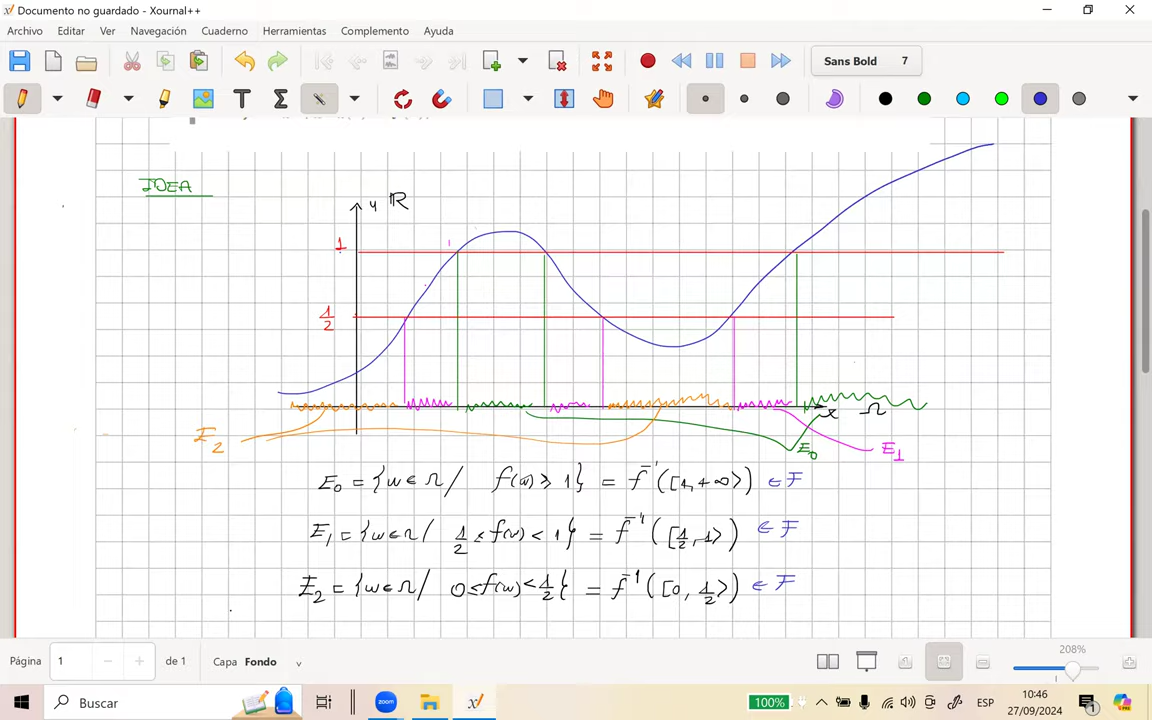 Documento no guardado - Xournal++
Archivo Editar Ver Navegación Cuaderno Herramientas Complemento Ayuda
Sans Bold 7
IDEA
y ℝ
1
1/2
x Ω
E₂
E₀
E₁
E₀ = {ω ∈ Ω / f(ω) ≥ 1} = f⁻¹([1, +∞>) ∈ F
E₁ = {ω ∈ Ω / 1/2 ≤ f(ω) < 1} = f⁻¹([1/2, 1>) ∈ F
E₂ = {ω ∈ Ω / 0 ≤ f(ω) < 1/2} = f⁻¹([0, 1/2>) ∈ F
Página 1 de 1 Capa Fondo 208%
Buscar zoom 100% ESP 10:46
27/09/2024